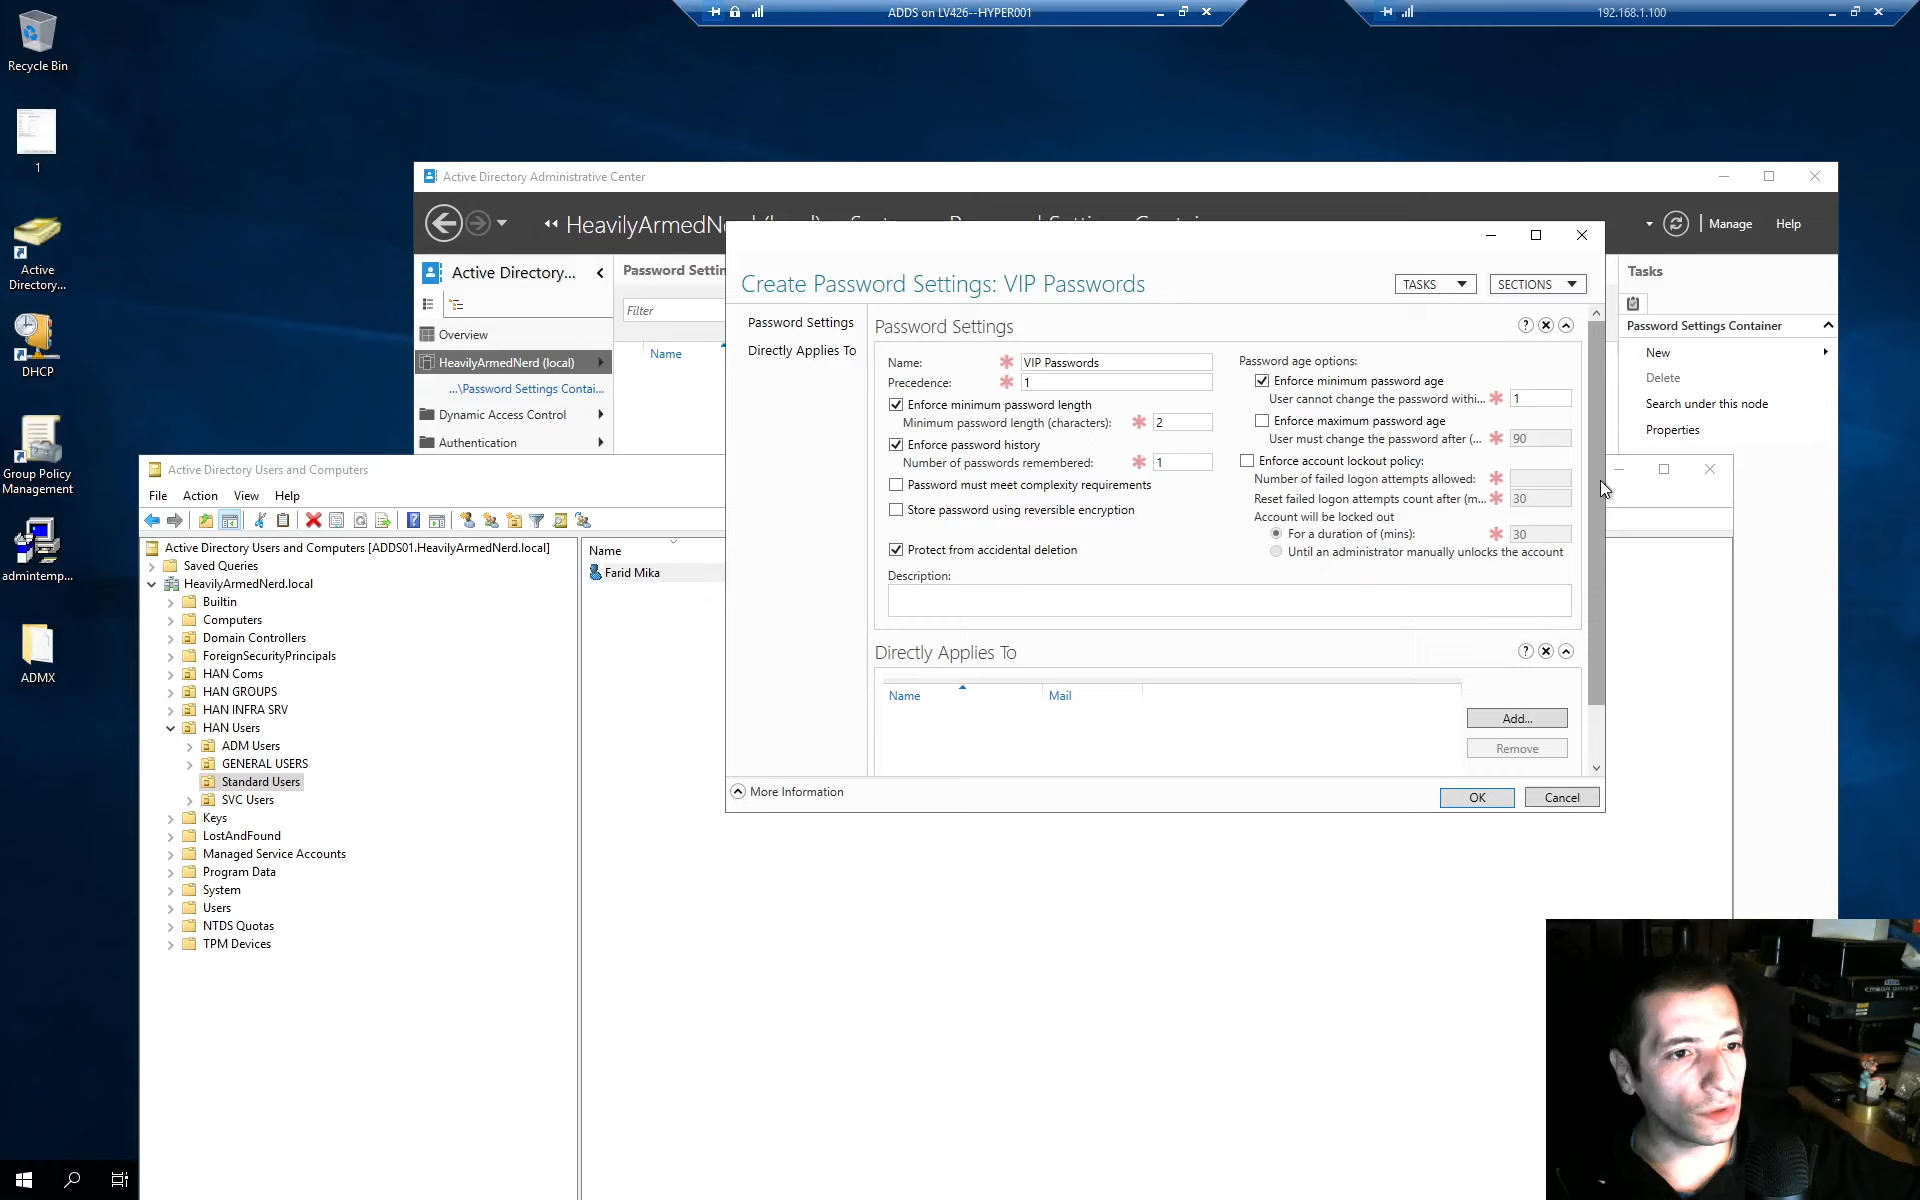 ADDS on LV426--HYPER001
192.168.1.100
Recycle Bin
1
Active
Directory...
DHCP
Group Policy
Management
admintemp...
ADMX
Active Directory Administrative Center
Manage
Help
Active Directory...
Filter
Overview
Name
HeavilyArmedNerd (local)
...\Password Settings Contai...
Dynamic Access Control
Authentication
Tasks
Password Settings Container
New
Delete
Search under this node
Properties
Create Password Settings: VIP Passwords
TASKS
SECTIONS
Password Settings
Directly Applies To
Password Settings
Name:
VIP Passwords
Precedence:
1
Enforce minimum password length
Minimum password length (characters):
2
Enforce password history
Number of passwords remembered:
1
Password must meet complexity requirements
Store password using reversible encryption
Protect from accidental deletion
Description:
Password age options:
Enforce minimum password age
User cannot change the password withi...
1
Enforce maximum password age
User must change the password after (...
90
Enforce account lockout policy:
Number of failed logon attempts allowed:
Reset failed logon attempts count after (m...
30
Account will be locked out
For a duration of (mins):
30
Until an administrator manually unlocks the account
Directly Applies To
Name
Mail
Add...
Remove
More Information
OK
Cancel
Active Directory Users and Computers
File
Action
View
Help
Active Directory Users and Computers [ADDS01.HeavilyArmedNerd.local]
Saved Queries
HeavilyArmedNerd.local
Builtin
Computers
Domain Controllers
ForeignSecurityPrincipals
HAN Coms
HAN GROUPS
HAN INFRA SRV
HAN Users
ADM Users
GENERAL USERS
Standard Users
SVC Users
Keys
LostAndFound
Managed Service Accounts
Program Data
System
Users
NTDS Quotas
TPM Devices
Name
Farid Mika